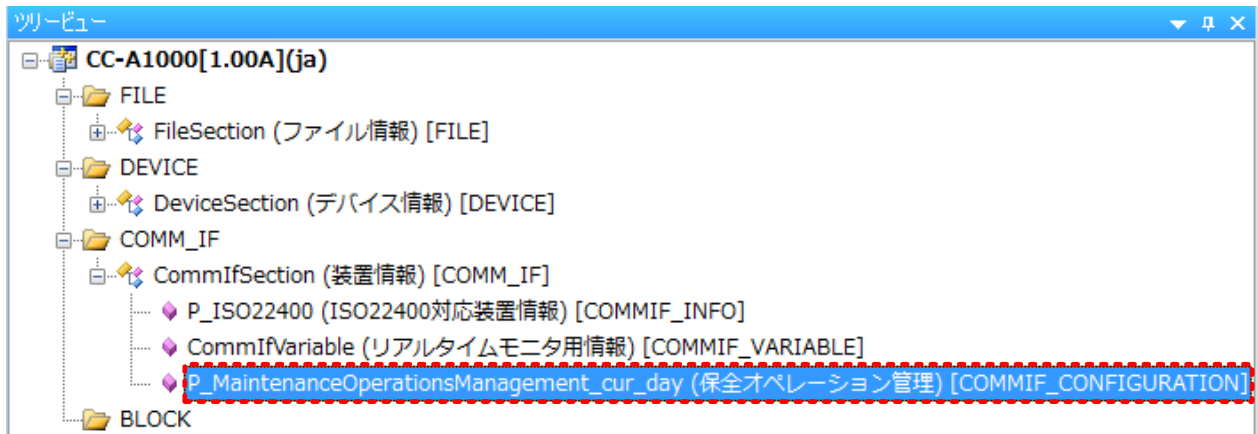 ツリービュー
CC-A1000[1.00A](ja)
FILE
FileSection (ファイル情報) [FILE]
DEVICE
DeviceSection (デバイス情報) [DEVICE]
COMM_IF
CommIfSection (装置情報) [COMM_IF]
P_ISO22400 (ISO22400対応装置情報) [COMMIF_INFO]
CommIfVariable (リアルタイムモニタ用情報) [COMMIF_VARIABLE]
P_MaintenanceOperationsManagement_cur_day (保全オペレーション管理) [COMMIF_CONFIGURATION]
BLOCK